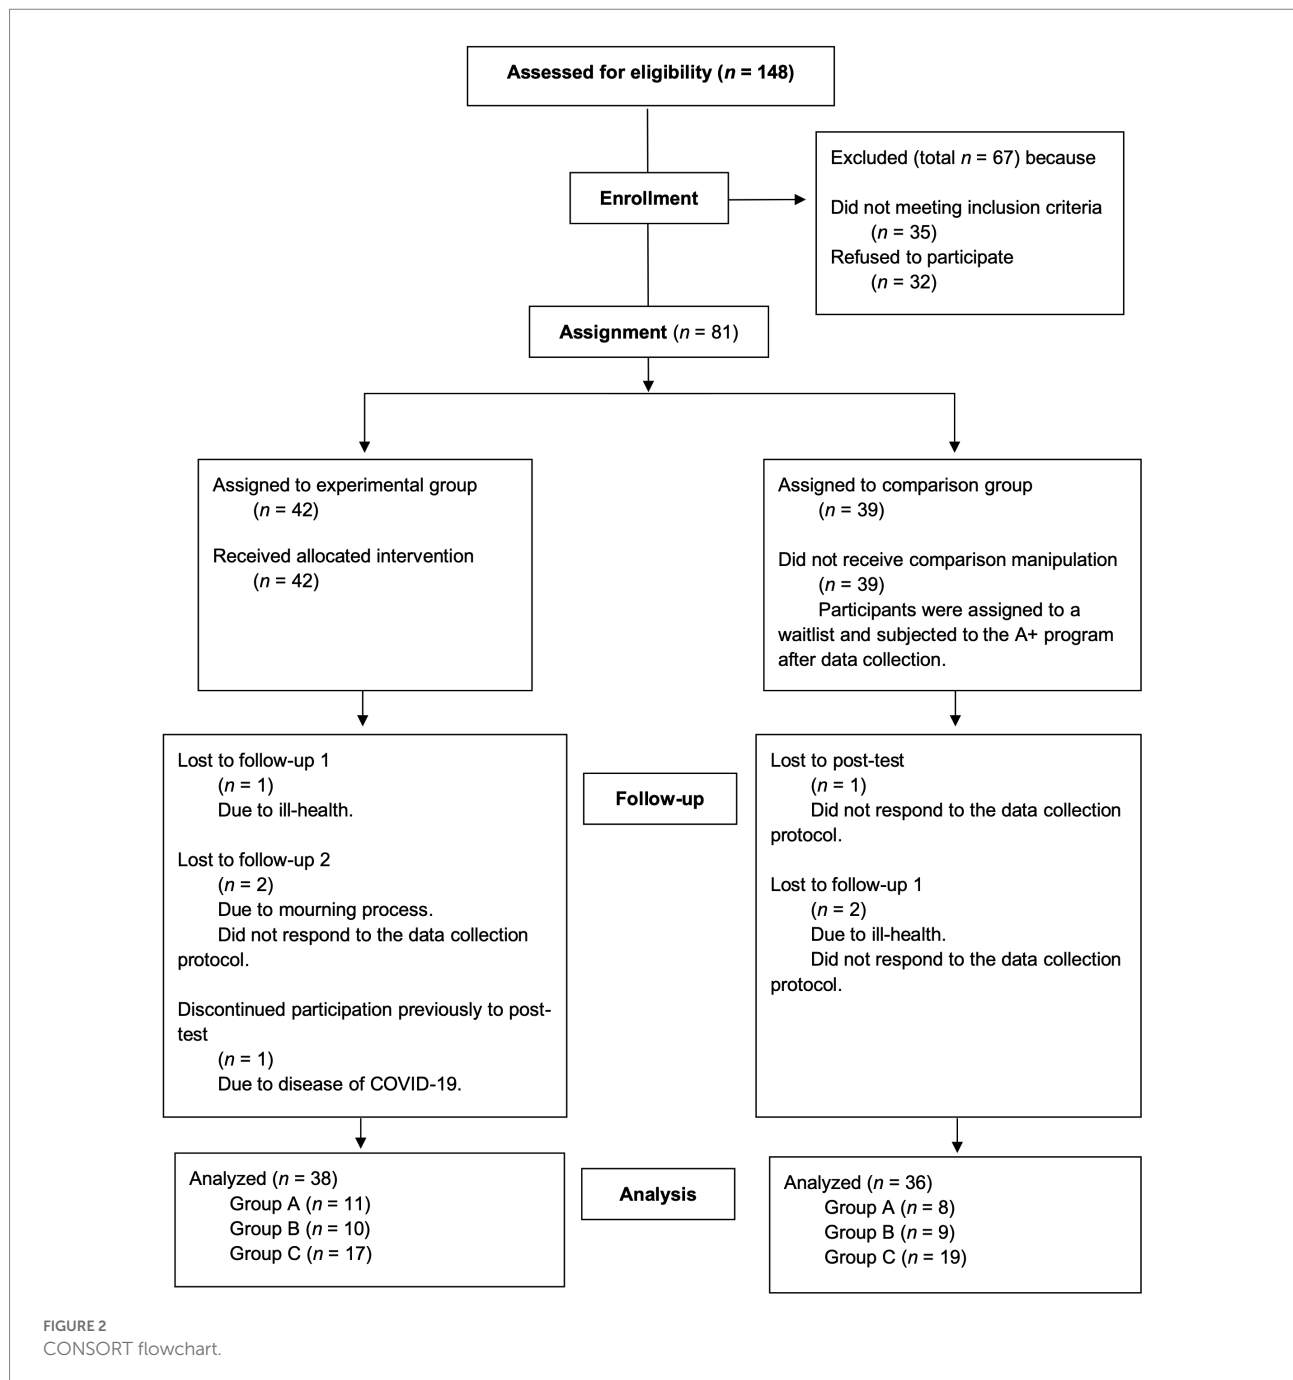 Assessed for eligibility (n = 148)
Excluded (total n = 67) because
Did not meeting inclusion criteria
(n = 35)
Refused to participate
(n = 32)
Enrollment
Assignment (n = 81)
Assigned to experimental group
(n = 42)
Received allocated intervention
(n = 42)
Assigned to comparison group
(n = 39)
Did not receive comparison manipulation
(n = 39)
Participants were assigned to a
waitlist and subjected to the A+ program
after data collection.
Lost to follow-up 1
(n = 1)
Due to ill-health.
Lost to follow-up 2
(n = 2)
Due to mourning process.
Did not respond to the data collection
protocol.
Discontinued participation previously to post-
test
(n = 1)
Due to disease of COVID-19.
Follow-up
Lost to post-test
(n = 1)
Did not respond to the data collection
protocol.
Lost to follow-up 1
(n = 2)
Due to ill-health.
Did not respond to the data collection
protocol.
Analyzed (n = 38)
Group A (n = 11)
Group B (n = 10)
Group C (n = 17)
Analysis
Analyzed (n = 36)
Group A (n = 8)
Group B (n = 9)
Group C (n = 19)
FIGURE 2
CONSORT flowchart.